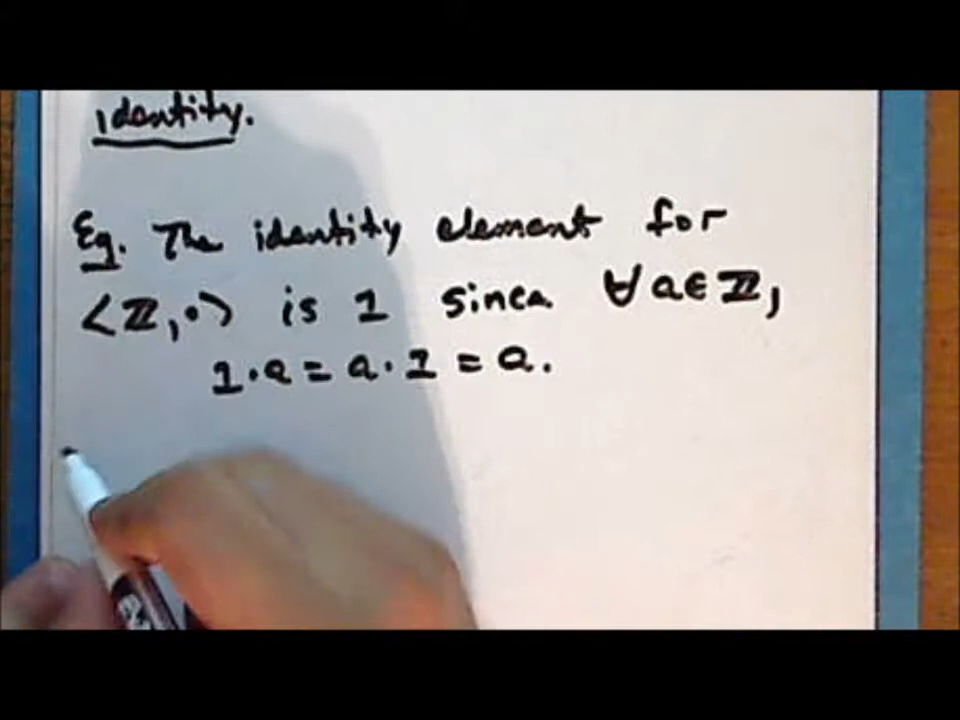 identity.
Eg. The identity element for
<ℤ,•> is 1 since ∀a∈ℤ,
1•a = a•1 = a.